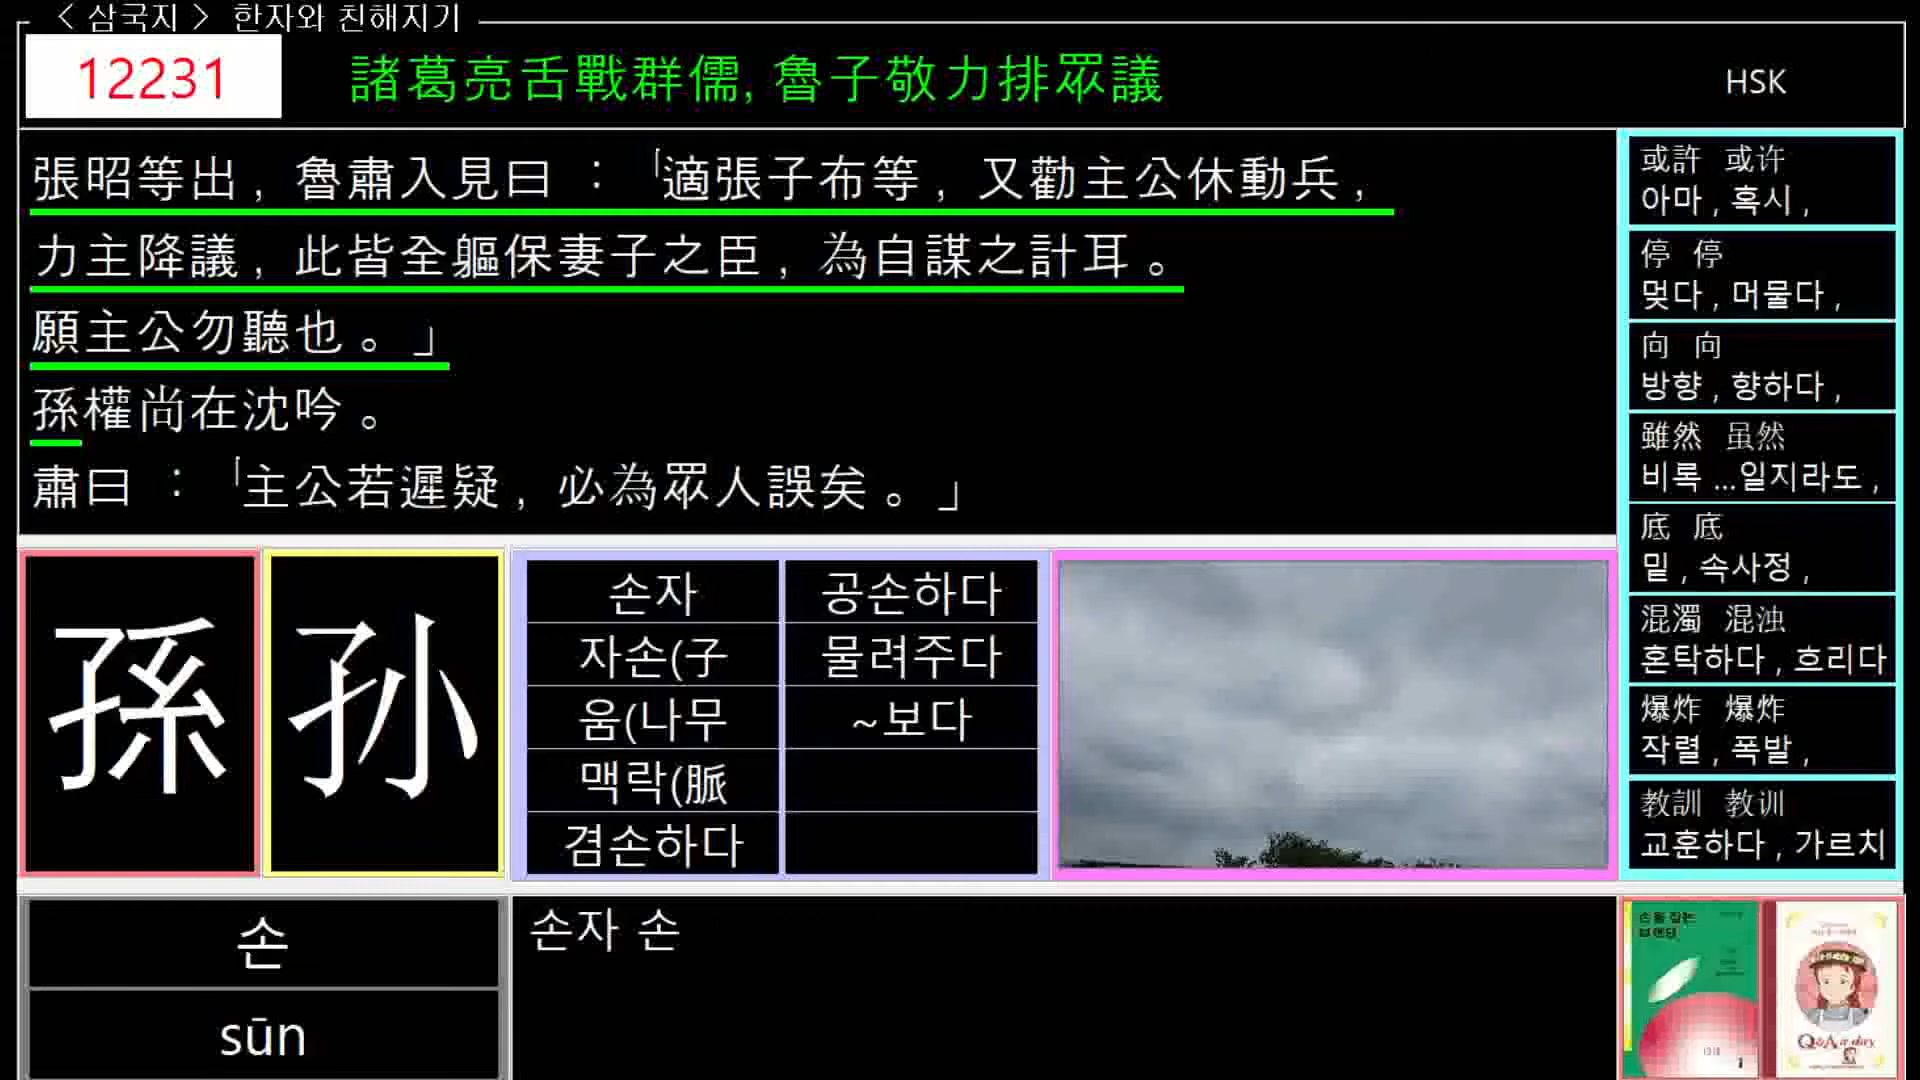 < 삼국지 > 한자와 친해지기
12231
諸葛亮舌戰群儒, 魯子敬力排眾議
HSK
張昭等出，魯肅入見曰：「適張子布等，又勸主公休動兵，
力主降議，此皆全軀保妻子之臣，為自謀之計耳。
願主公勿聽也。」
孫權尚在沈吟。
肅曰：「主公若遲疑，必為眾人誤矣。」
或許 或许
아마 , 혹시 ,
停 停
멎다 , 머물다 ,
向 向
방향 , 향하다 ,
雖然 虽然
비록 ...일지라도 ,
底 底
밑 , 속사정 ,
混濁 混浊
혼탁하다 , 흐리다
爆炸 爆炸
작렬 , 폭발 ,
教訓 教训
교훈하다 , 가르치
孫 孙
손자 공손하다
자손(子 물려주다
움(나무 ~보다
맥락(脈
겸손하다
손
sūn
손자 손
손을 잡는
브랜딩
Q&A a day